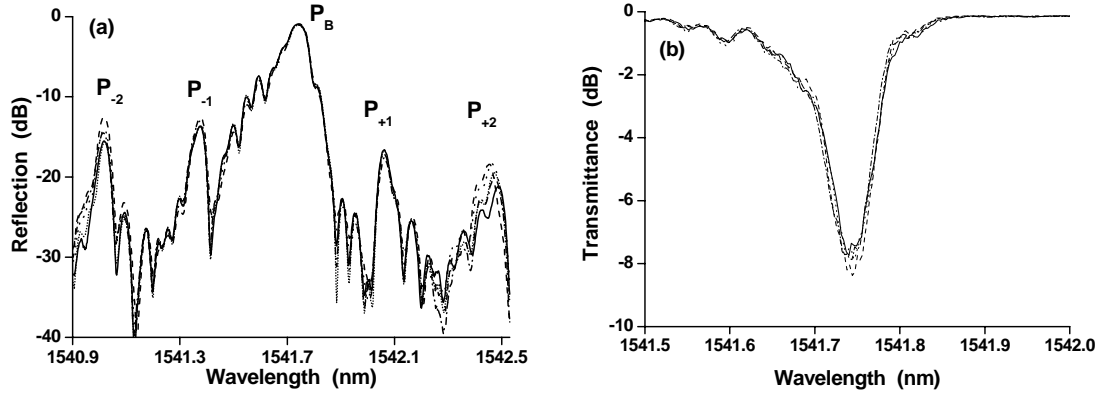 (a)
P_B
P_-2
P_-1
P_+1
P_+2
0
-10
-20
-30
-40
Reflection (dB)
1540.9 1541.3 1541.7 1542.1 1542.5
Wavelength (nm)
(b)
0
-2
-4
-6
-8
-10
Transmittance (dB)
1541.5 1541.6 1541.7 1541.8 1541.9 1542.0
Wavelength (nm)